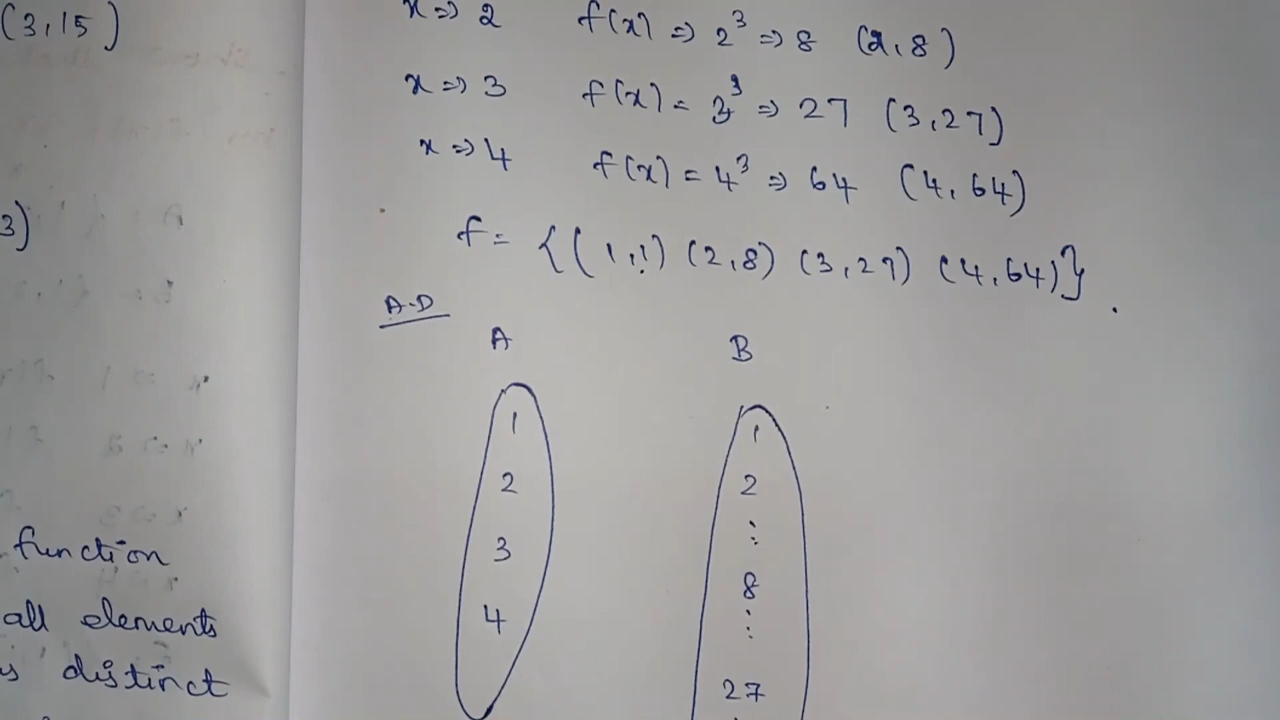 (3,15)
3)
function
all elements
distinct
x => 2 f(x) => 2³ => 8 (2,8)
x => 3 f(x) = 3³ => 27 (3,27)
x => 4 f(x) = 4³ => 64 (4,64)
f = {(1,1) (2,8) (3,27) (4,64)}.
A.D
A B
1 1
2 2
⋮
3 8
4 ⋮
27